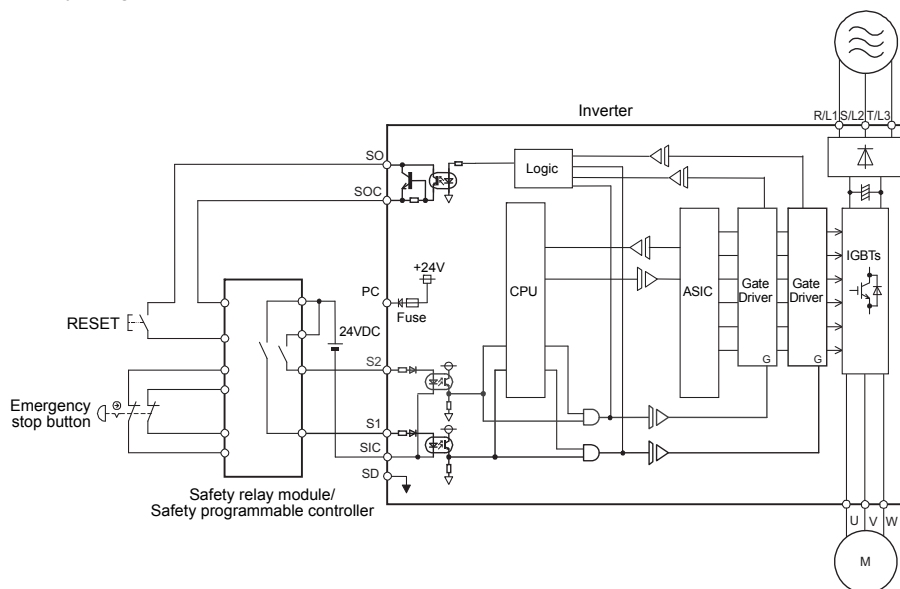 Inverter
R/L1 S/L2 T/L3
SO
SOC
Logic
+24V
PC
Fuse
CPU
ASIC
Gate
Driver
Gate
Driver
IGBTs
RESET
24VDC
S2
G
G
Emergency
stop button
S1
SIC
SD
Safety relay module/
Safety programmable controller
U V W
M